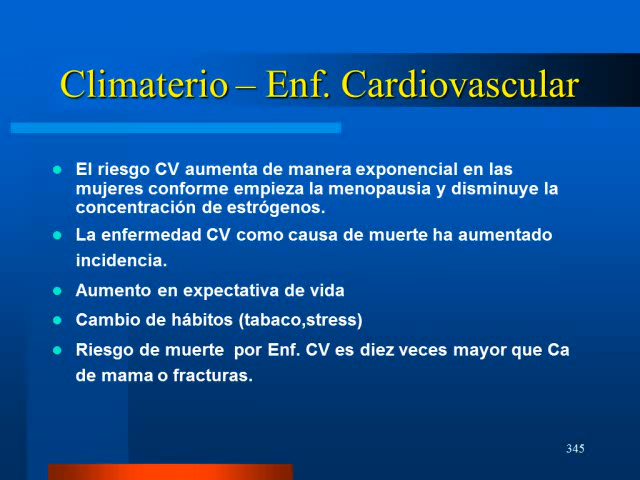 Climaterio – Enf. Cardiovascular
El riesgo CV aumenta de manera exponencial en las
mujeres conforme empieza la menopausia y disminuye la
concentración de estrógenos.
La enfermedad CV como causa de muerte ha aumentado
incidencia.
Aumento en expectativa de vida
Cambio de hábitos (tabaco,stress)
Riesgo de muerte por Enf. CV es diez veces mayor que Ca
de mama o fracturas.
345